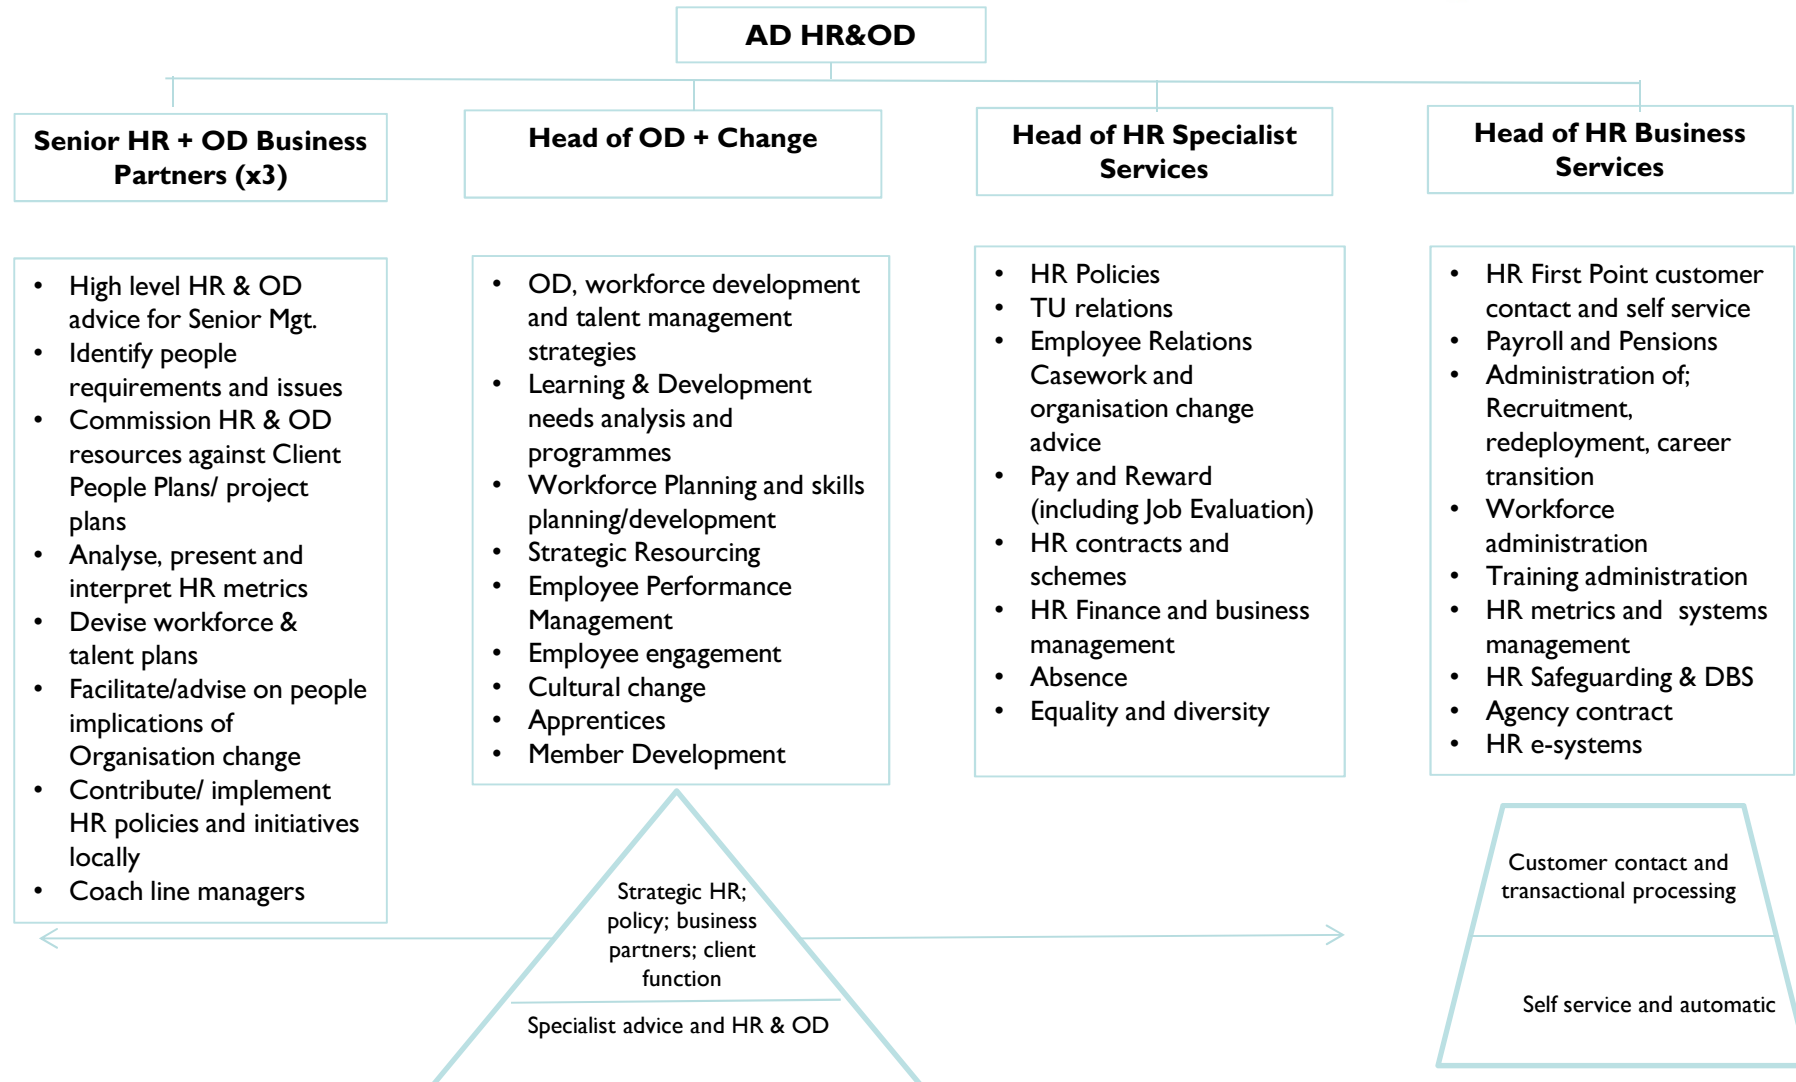 AD HR&OD
Senior HR + OD Business
Partners (x3)
Head of OD + Change
Head of HR Specialist
Services
Head of HR Business
Services
• High level HR & OD
advice for Senior Mgt.
• Identify people
requirements and issues
• Commission HR & OD
resources against Client
People Plans/ project
plans
• Analyse, present and
interpret HR metrics
• Devise workforce &
talent plans
• Facilitate/advise on people
implications of
Organisation change
• Contribute/ implement
HR policies and initiatives
locally
• Coach line managers
• OD, workforce development
and talent management
strategies
• Learning & Development
needs analysis and
programmes
• Workforce Planning and skills
planning/development
• Strategic Resourcing
• Employee Performance
Management
• Employee engagement
• Cultural change
• Apprentices
• Member Development
• HR Policies
• TU relations
• Employee Relations
Casework and
organisation change
advice
• Pay and Reward
(including Job Evaluation)
• HR contracts and
schemes
• HR Finance and business
management
• Absence
• Equality and diversity
• HR First Point customer
contact and self service
• Payroll and Pensions
• Administration of;
Recruitment,
redeployment, career
transition
• Workforce
administration
• Training administration
• HR metrics and systems
management
• HR Safeguarding & DBS
• Agency contract
• HR e-systems
Strategic HR;
policy; business
partners; client
function
Specialist advice and HR & OD
Customer contact and
transactional processing
Self service and automatic